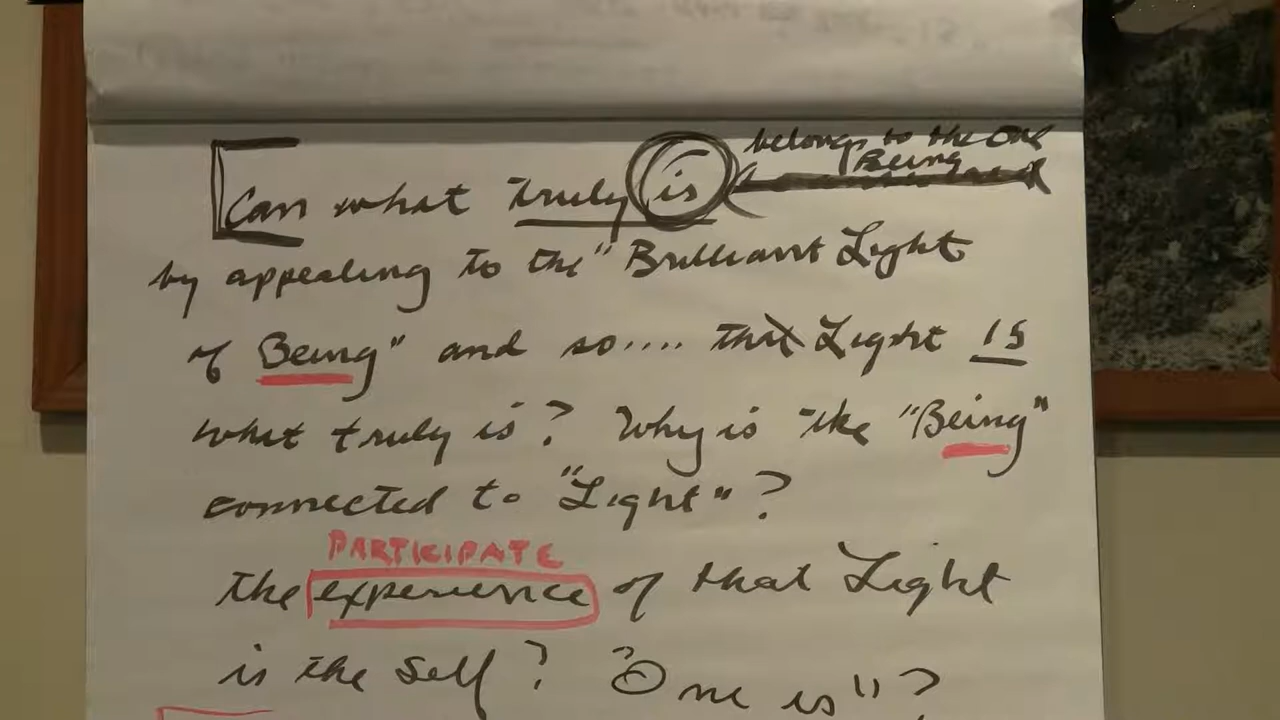 belongs to the One
Being
Can what truly is
by appealing to the "Brilliant Light
of Being" and so.... that Light is
what truly is? Why is the "Being"
connected to "Light"?
PARTICIPATE
the experience of that Light
is the Self? "One is"?